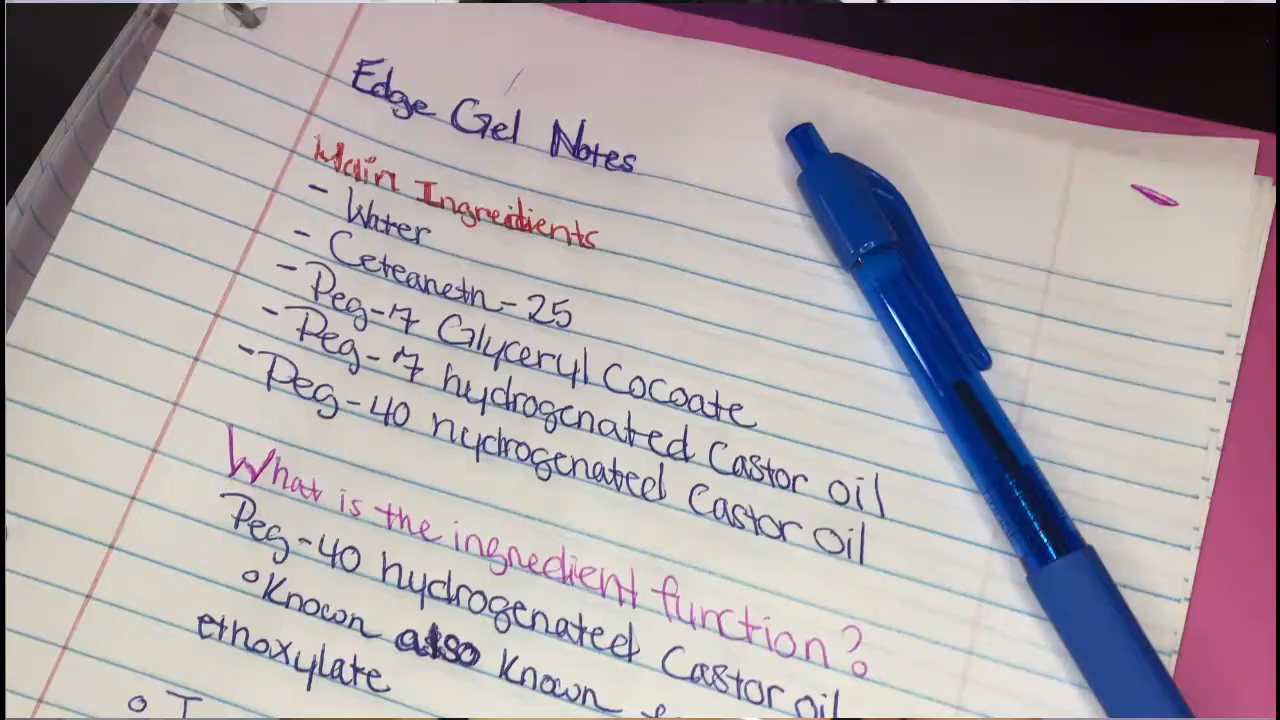 Edge Gel Notes
Main Ingredients
- Water
- Ceteareth-25
- Peg-7 Glyceryl Cocoate
- Peg-7 hydrogenated Castor oil
- Peg-40 hydrogenated Castor oil
What is the ingredient function?
Peg-40 hydrogenated Castor oil
° Known also Known
ethoxylate